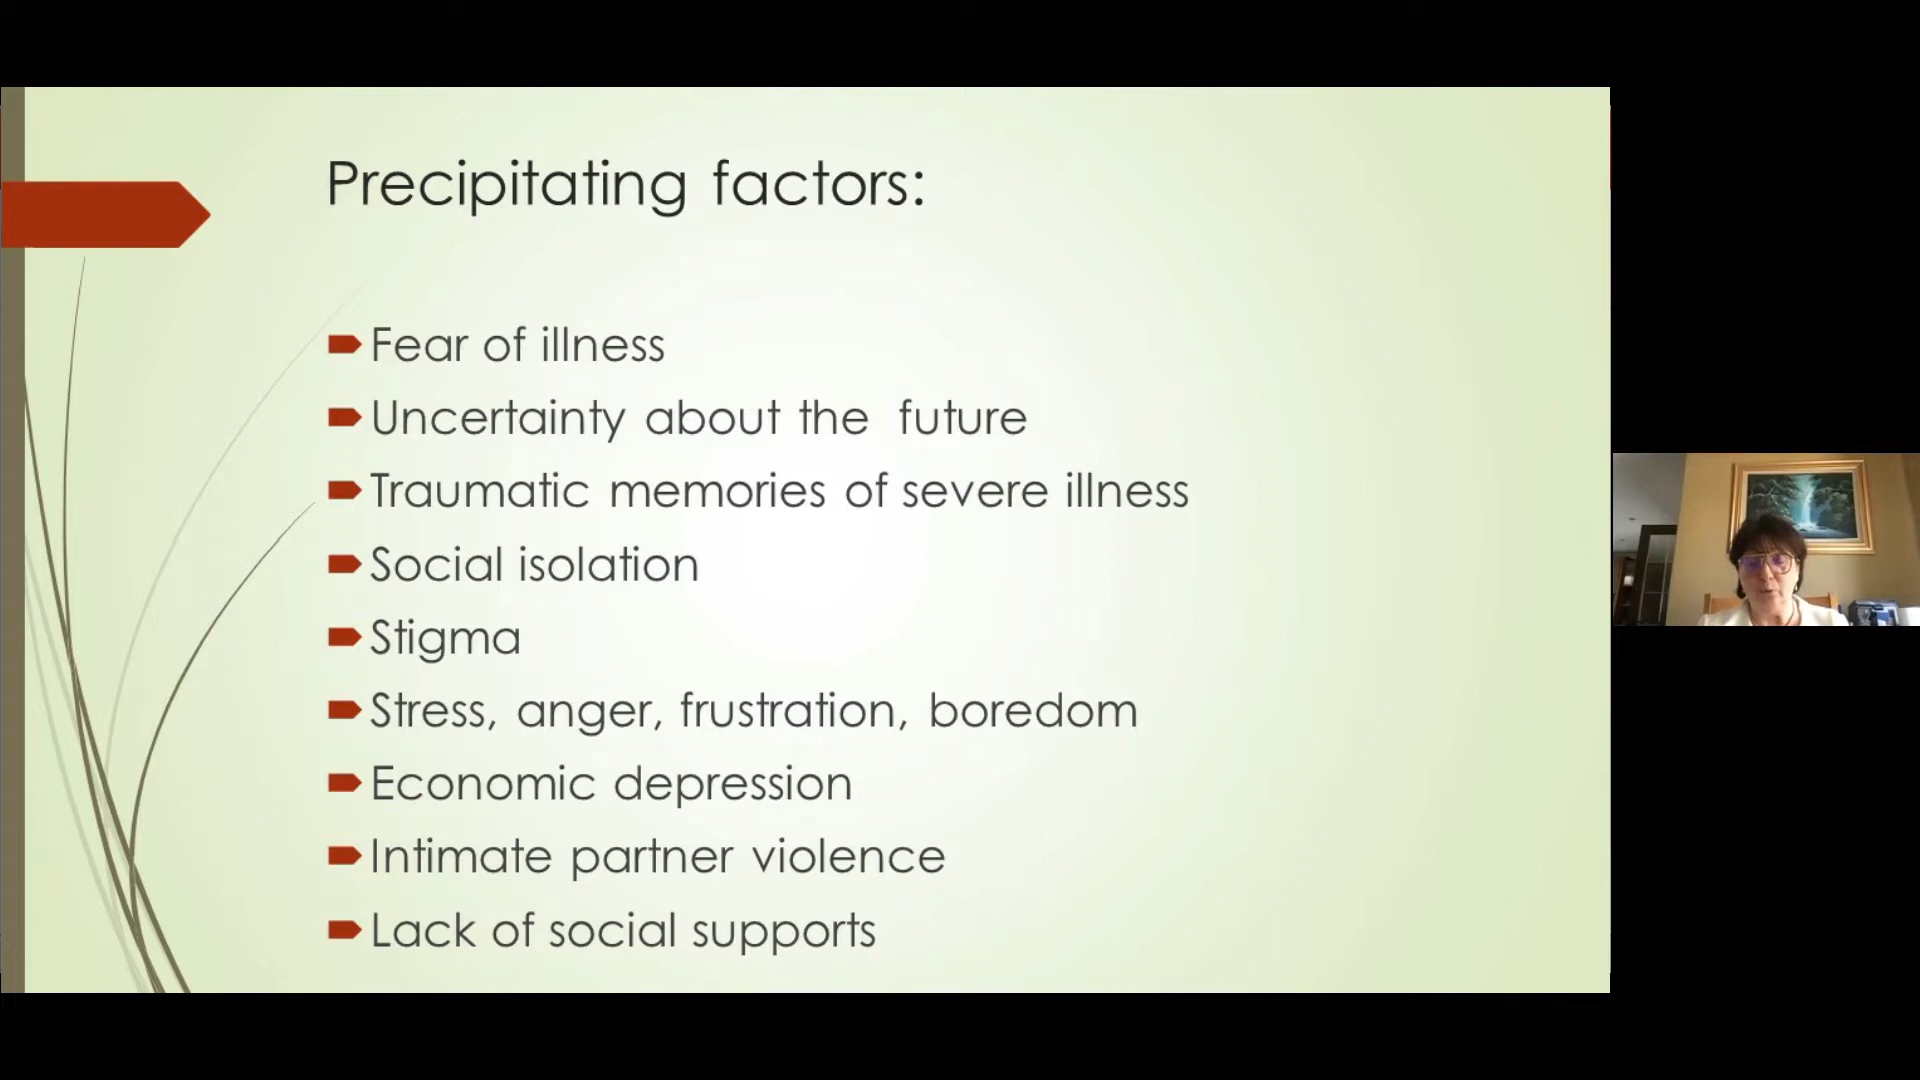 Precipitating factors:
Fear of illness
Uncertainty about the future
Traumatic memories of severe illness
Social isolation
Stigma
Stress, anger, frustration, boredom
Economic depression
Intimate partner violence
Lack of social supports